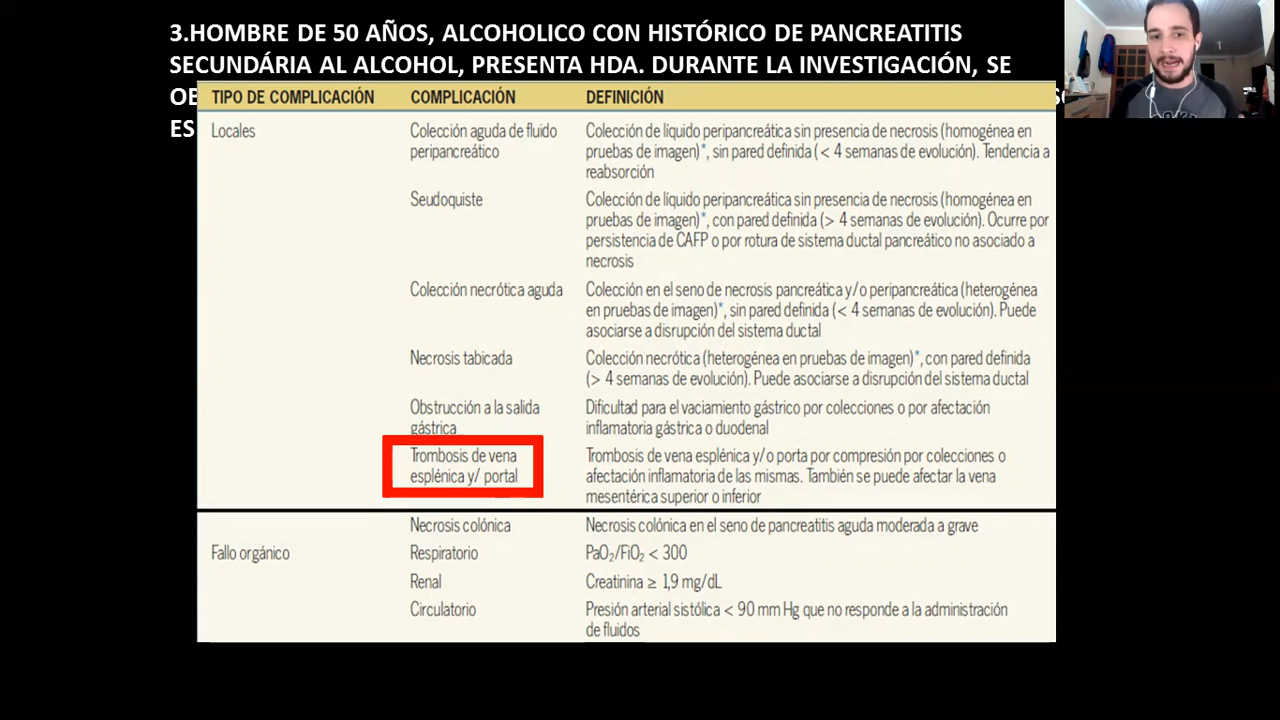 3.HOMBRE DE 50 AÑOS, ALCOHOLICO CON HISTÓRICO DE PANCREATITIS
SECUNDÁRIA AL ALCOHOL, PRESENTA HDA. DURANTE LA INVESTIGACIÓN, SE
ES
TIPO DE COMPLICACIÓN COMPLICACIÓN DEFINICIÓN
Locales Colección aguda de fluido Colección de líquido peripancreática sin presencia de necrosis (homogénea en
peripancreático pruebas de imagen)*, sin pared definida (< 4 semanas de evolución). Tendencia a
reabsorción
Seudoquiste Colección de líquido peripancreática sin presencia de necrosis (homogénea en
pruebas de imagen)*, con pared definida (> 4 semanas de evolución). Ocurre por
persistencia de CAFP o por rotura de sistema ductal pancreático no asociado a
necrosis
Colección necrótica aguda Colección en el seno de necrosis pancreática y/o peripancreática (heterogénea
en pruebas de imagen)*, sin pared definida (< 4 semanas de evolución). Puede
asociarse a disrupción del sistema ductal
Necrosis tabicada Colección necrótica (heterogénea en pruebas de imagen)*, con pared definida
(> 4 semanas de evolución). Puede asociarse a disrupción del sistema ductal
Obstrucción a la salida Dificultad para el vaciamiento gástrico por colecciones o por afectación
gástrica inflamatoria gástrica o duodenal
Trombosis de vena Trombosis de vena esplénica y/o porta por compresión por colecciones o
esplénica y/ portal afectación inflamatoria de las mismas. También se puede afectar la vena
mesentérica superior o inferior
Necrosis colónica Necrosis colónica en el seno de pancreatitis aguda moderada a grave
Fallo orgánico Respiratorio PaO₂/FiO₂ < 300
Renal Creatinina ≥ 1,9 mg/dL
Circulatorio Presión arterial sistólica < 90 mm Hg que no responde a la administración
de fluidos